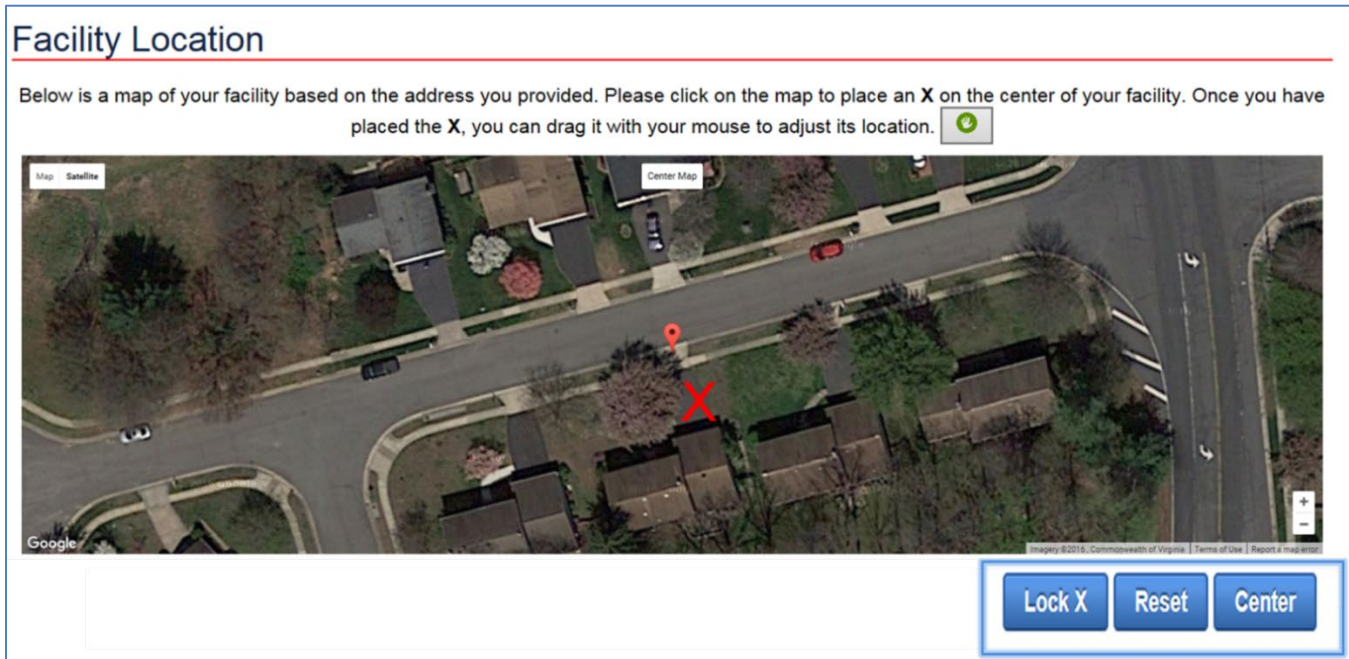 Facility Location
Below is a map of your facility based on the address you provided. Please click on the map to place an X on the center of your facility. Once you have
placed the X, you can drag it with your mouse to adjust its location.
Map Satellite
Center Map
X
+
−
Google
Imagery ©2016, Commonwealth of Virginia Terms of Use Report a map error
Lock X Reset Center